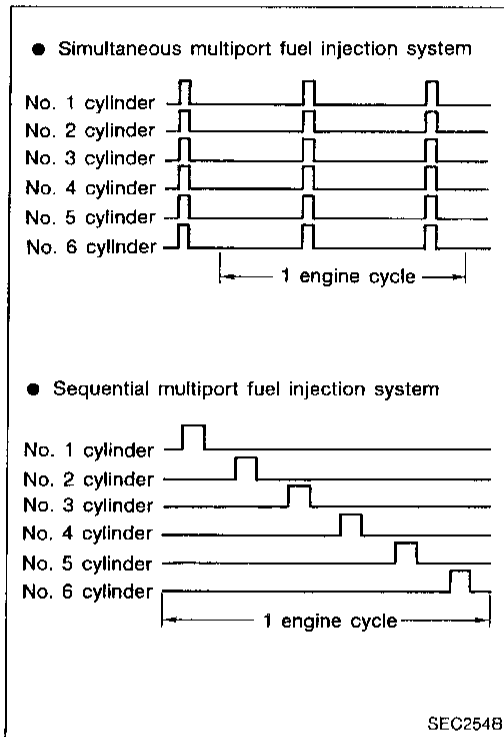 ● Simultaneous multiport fuel injection system
No. 1 cylinder
No. 2 cylinder
No. 3 cylinder
No. 4 cylinder
No. 5 cylinder
No. 6 cylinder
1 engine cycle
● Sequential multiport fuel injection system
No. 1 cylinder
No. 2 cylinder
No. 3 cylinder
No. 4 cylinder
No. 5 cylinder
No. 6 cylinder
1 engine cycle
SEC254B